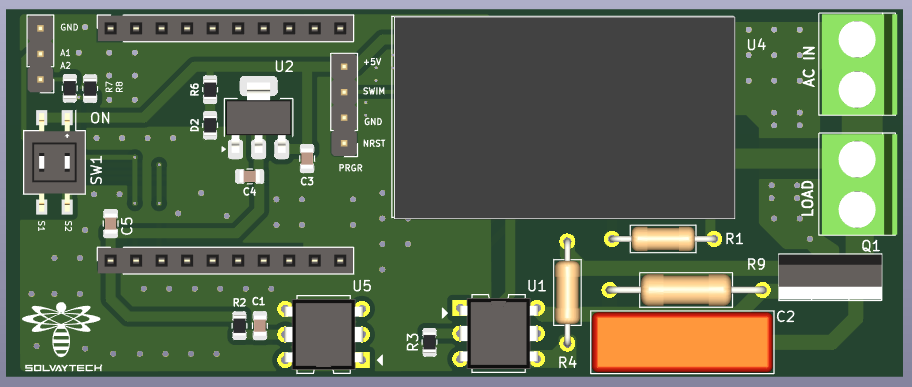 GND
A1
A2
R7
R8
ON
SW1
S1
S2
C5
R6
D2
U2
C4
C3
+5V
SWIM
GND
NRST
PRGR
U4
AC IN
LOAD
Q1
R1
R9
C2
R4
U1
R3
U5
R2
C1
SOLVAYTECH